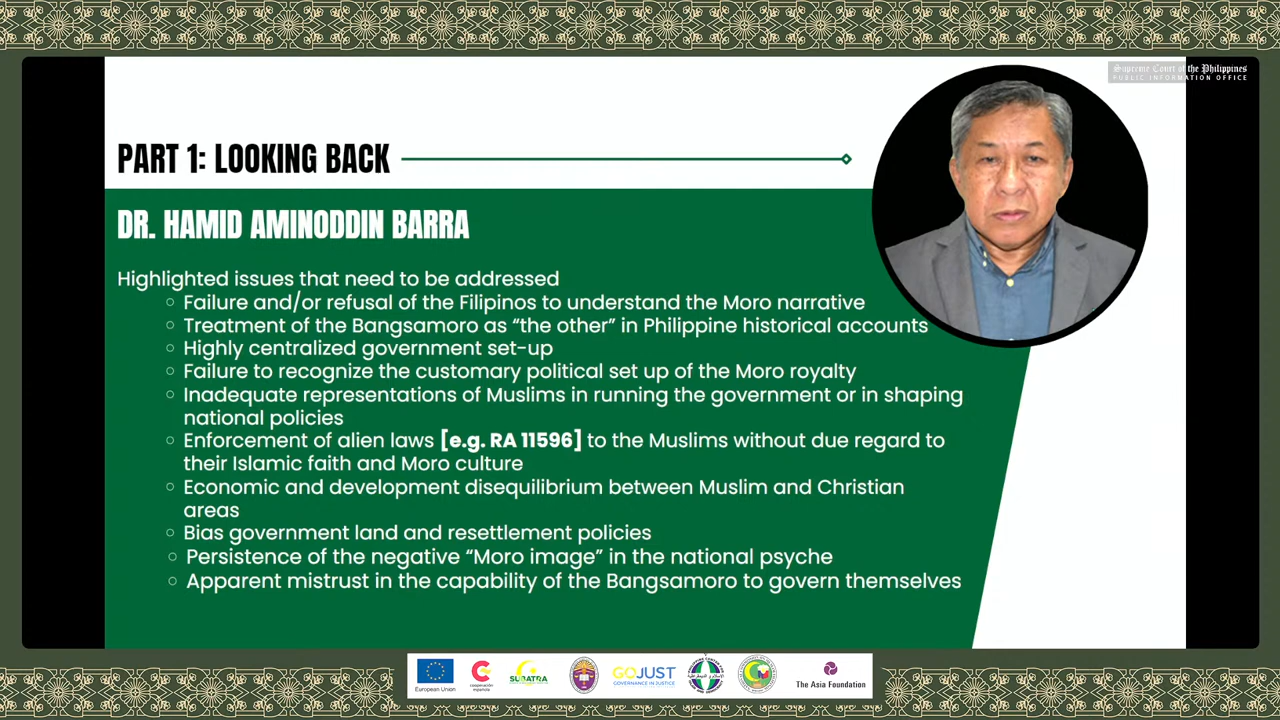 Supreme Court of the Philippines
PUBLIC INFORMATION OFFICE
PART 1: LOOKING BACK
DR. HAMID AMINODDIN BARRA
Highlighted issues that need to be addressed
Failure and/or refusal of the Filipinos to understand the Moro narrative
Treatment of the Bangsamoro as “the other” in Philippine historical accounts
Highly centralized government set-up
Failure to recognize the customary political set up of the Moro royalty
Inadequate representations of Muslims in running the government or in shaping
national policies
Enforcement of alien laws [e.g. RA 11596] to the Muslims without due regard to
their Islamic faith and Moro culture
Economic and development disequilibrium between Muslim and Christian
areas
Bias government land and resettlement policies
Persistence of the negative “Moro image” in the national psyche
Apparent mistrust in the capability of the Bangsamoro to govern themselves
European Union
cooperación
española
SUBATRA
GOJUST
GOVERNANCE IN JUSTICE
The Asia Foundation